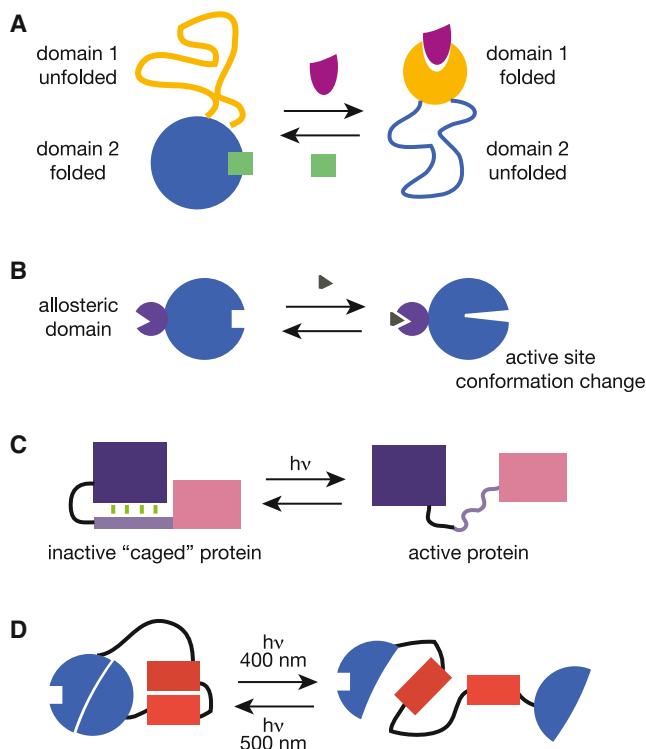 A
domain 1
unfolded
domain 1
folded
domain 2
folded
domain 2
unfolded
B
allosteric
domain
active site
conformation change
C
hν
inactive “caged” protein
active protein
D
hν
400 nm
hν
500 nm